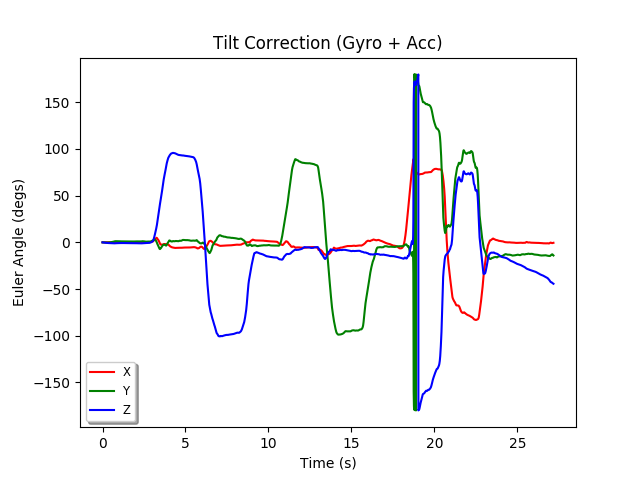 Tilt Correction (Gyro + Acc)
Euler Angle (degs)
150
100
50
0
−50
−100
−150
X
Y
Z
0 5 10 15 20 25
Time (s)